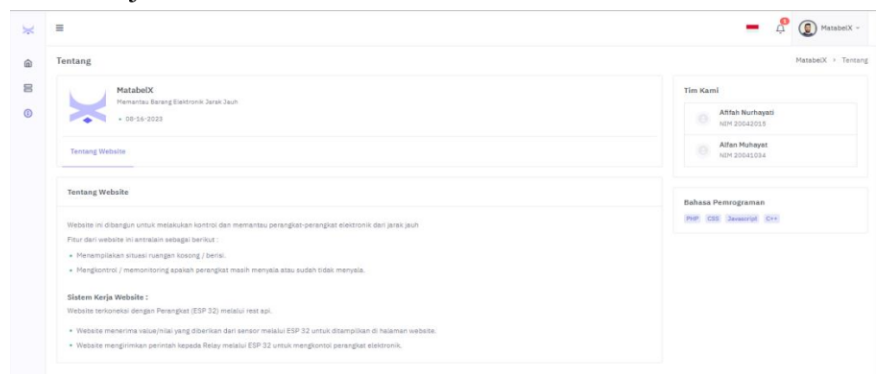 MatabelX
Tentang
MatabelX
Tentang
MatabelX
Memantau Barang Elektronik Jarak Jauh
08-16-2023
Tentang Website
Tim Kami
Afifah Nurhayati
Alfan Muhayat
NIM 20041034
Tentang Website
Website ini dibangun untuk melakukan kontrol dan memantau perangkat-perangkat elektronik dari jarak jauh
Fitur dari website ini antralain sebagai berikut :
Menampilakan situasi ruangan kosong / berisi.
Mengkontrol / memonitoring apakah perangkat masih menyala atau sudah tidak menyala.
Sistem Kerja Website :
Website terkoneksi dengan Perangkat (ESP 32) melalui rest api.
Website menerima value/nilai yang diberikan dari sensor melalui ESP 32 untuk ditampilkan di halaman website.
Website mengirimkan perintah kepada Relay melalui ESP 32 untuk mengkontol perangkat elektronik.
Bahasa Pemrograman
PHP CSS Javascript C++